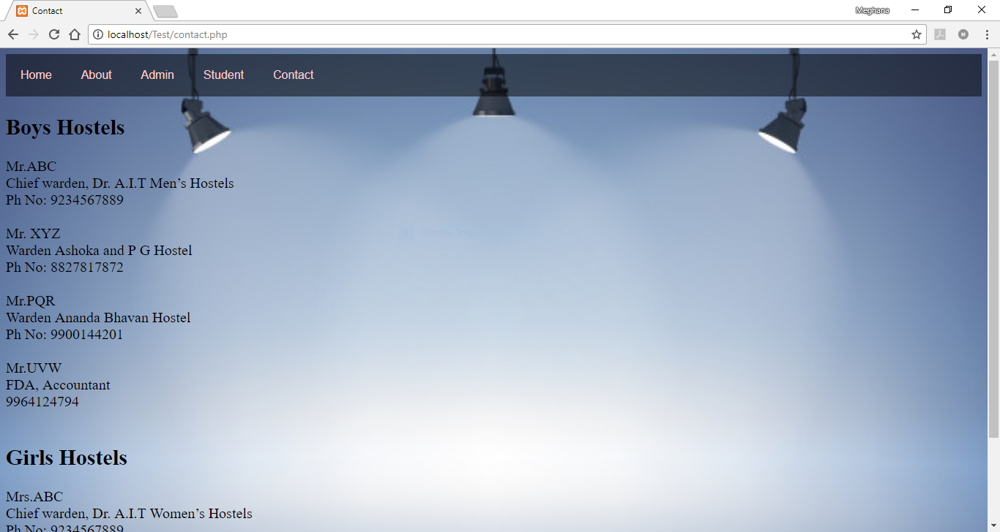 Contact
Meghana
localhost/Test/contact.php
M
Home About Admin Student Contact
Boys Hostels
Mr.ABC
Chief warden, Dr. A.I.T Men’s Hostels
Ph No: 9234567889
Mr. XYZ
Warden Ashoka and P G Hostel
Ph No: 8827817872
Mr.PQR
Warden Ananda Bhavan Hostel
Ph No: 9900144201
Mr.UVW
FDA, Accountant
9964124794
Girls Hostels
Mrs.ABC
Chief warden, Dr. A.I.T Women’s Hostels
Ph No: 9234567889